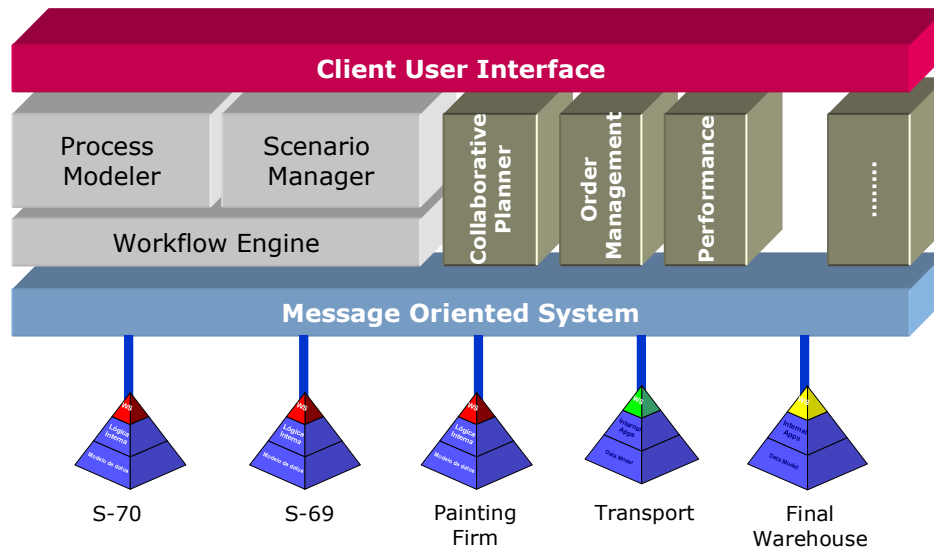 Client User Interface
Process
Modeler
Scenario
Manager
Collaborative
Planner
Order
Management
Performance
........
Workflow Engine
Message Oriented System
WS
Lógica
Interna
Modelo de datos
WS
Lógica
Interna
Modelo de datos
WS
Lógica
Interna
Modelo de datos
WS
Internal
Apps
Data Model
WS
Internal
Apps
Data Model
S-70
S-69
Painting
Firm
Transport
Final
Warehouse